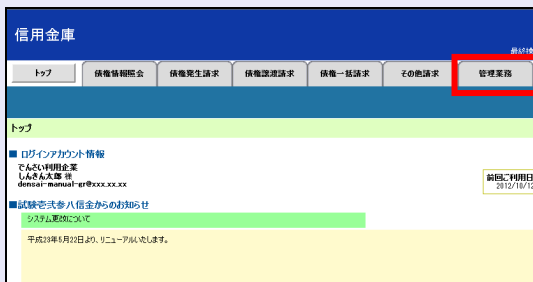 信用金庫
最終
トップ 債権情報照会 債権発生請求 債権譲渡請求 債権一括請求 その他請求 管理業務
トップ
■ ログインアカウント情報
でんさい利用企業
しんきん太郎 様
densai-manual-gr@xxx.xx.xx
前回ご利用日
2012/10/12
■試験壱弐参八信金からのお知らせ
システム更改について
平成23年5月22日より、リニューアルいたします。